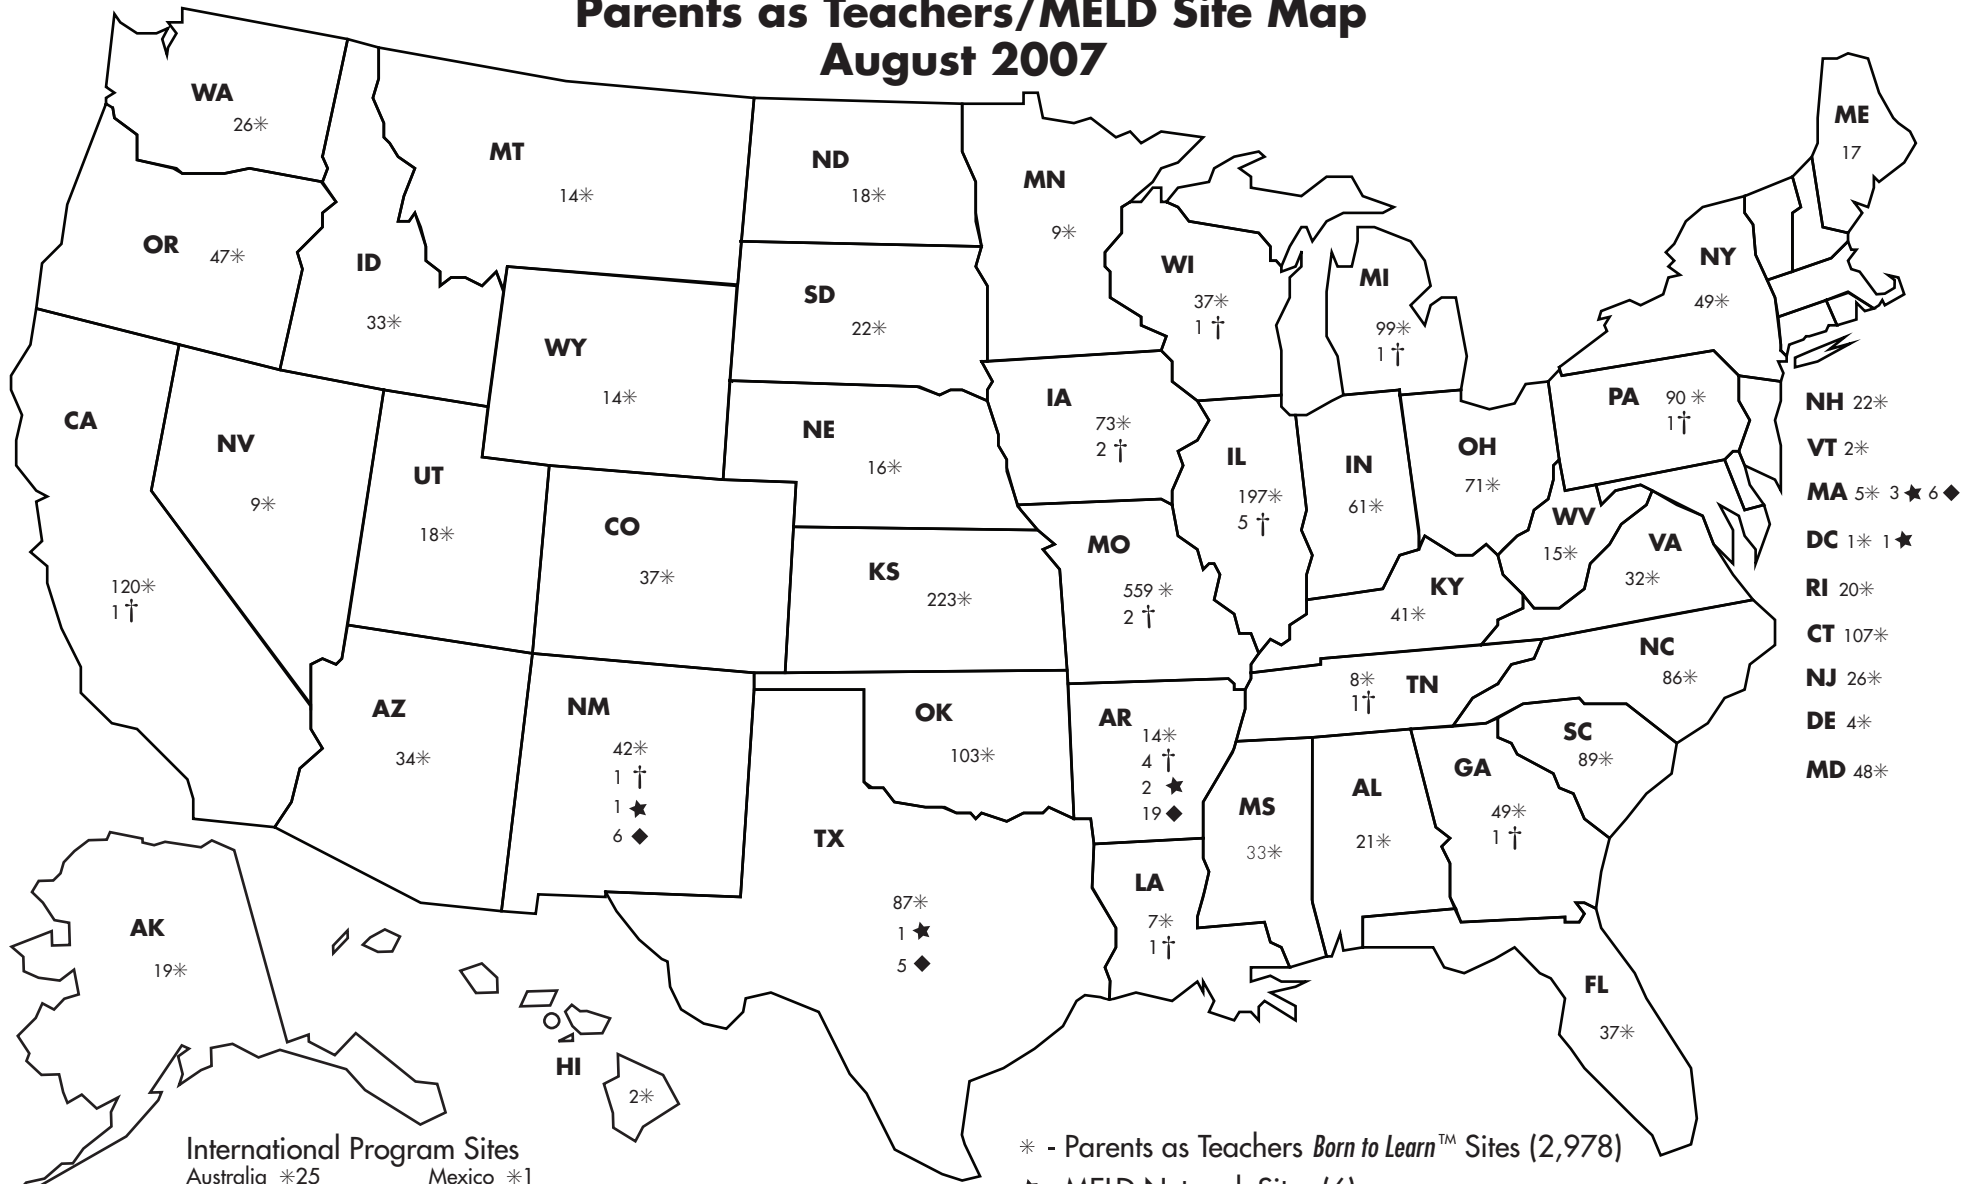 Parents as Teachers/MELD Site Map
August 2007
WA
26✳
MT
14✳
ND
18✳
MN
9✳
ME
17
OR 47✳
ID
33✳
WY
14✳
SD
22✳
WI
37✳
1 †
MI
99✳
1 †
NY
49✳
CA
120✳
1 †
NV
9✳
UT
18✳
CO
37✳
NE
16✳
KS
223✳
IA
73✳
2 †
MO
559 ✳
2 †
IL
197✳
5 †
IN
61✳
OH
71✳
PA 90 ✳
1 †
WV
15✳
VA
32✳
KY
41✳
NH 22✳
VT 2✳
MA 5✳ 3 ★ 6 ◆
DC 1✳ 1 ★
RI 20✳
CT 107✳
NJ 26✳
DE 4✳
MD 48✳
AZ
34✳
NM
42✳
1 †
1 ★
6 ◆
OK
103✳
TX
87✳
1 ★
5 ◆
AR
14✳
4 †
2 ★
19 ◆
LA
7✳
1 †
8✳ TN
1 †
NC
86✳
SC
89✳
MS
33✳
AL
21✳
GA
49✳
1 †
FL
37✳
AK
19✳
HI
2✳
International Program Sites
Australia ✳25 Mexico ✳1
✳ - Parents as Teachers Born to Learn™ Sites (2,978)
★ - MELD Network Sites (6)